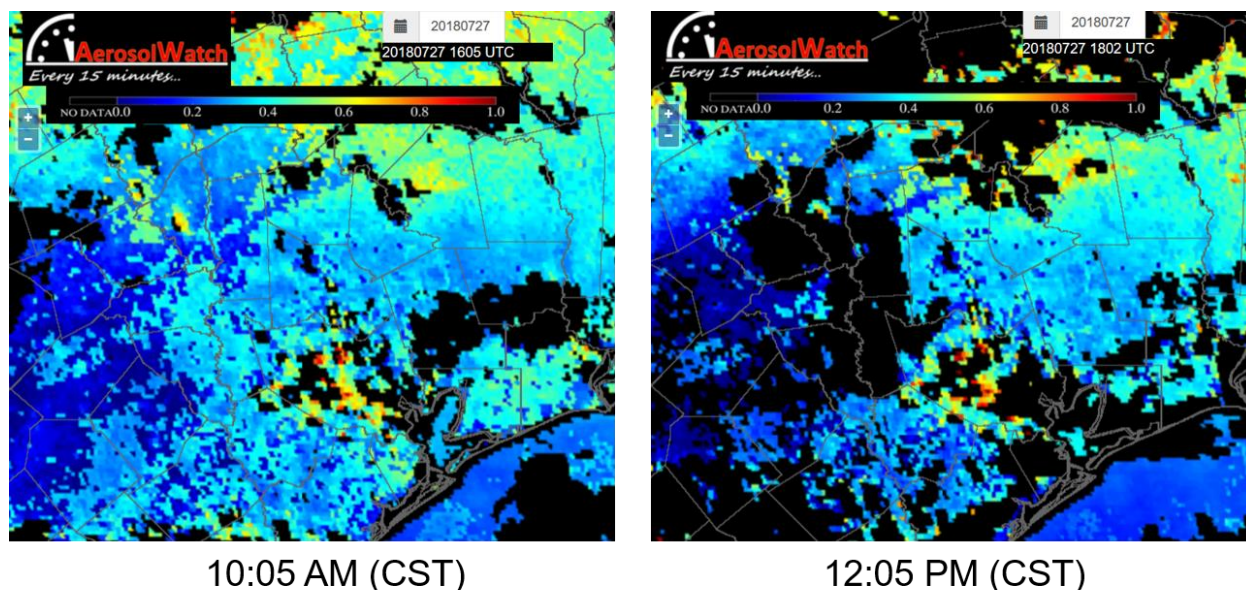 20180727
AerosolWatch
20180727 1605 UTC
Every 15 minutes...
+
−
NO DATA 0.0 0.2 0.4 0.6 0.8 1.0
10:05 AM (CST)
20180727
AerosolWatch
20180727 1802 UTC
Every 15 minutes...
+
−
NO DATA 0.0 0.2 0.4 0.6 0.8 1.0
12:05 PM (CST)